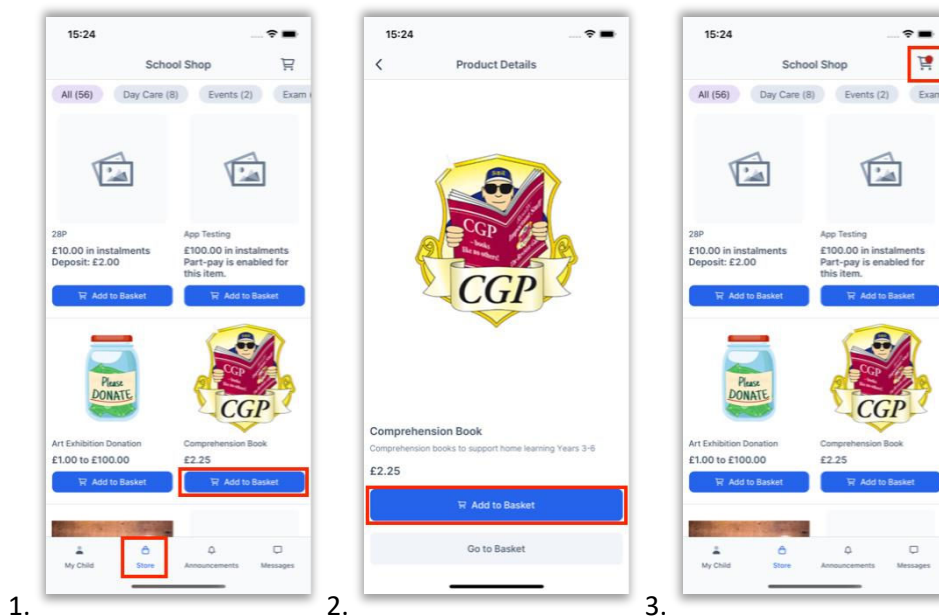 15:24
School Shop
All (56) Day Care (8) Events (2) Exam
28P
£10.00 in instalments
Deposit: £2.00
Add to Basket
App Testing
£100.00 in instalments
Part-pay is enabled for
this item.
Add to Basket
Please
DONATE
Art Exhibition Donation
£1.00 to £100.00
Add to Basket
CGP
CGP
Comprehension Book
£2.25
Add to Basket
My Child Store Announcements Messages
1.
15:24
Product Details
CGP
- books
like no others!
CGP
Comprehension Book
Comprehension books to support home learning Years 3-6
£2.25
Add to Basket
Go to Basket
2.
15:24
School Shop
All (56) Day Care (8) Events (2) Exam
28P
£10.00 in instalments
Deposit: £2.00
Add to Basket
App Testing
£100.00 in instalments
Part-pay is enabled for
this item.
Add to Basket
Please
DONATE
Art Exhibition Donation
£1.00 to £100.00
Add to Basket
CGP
CGP
Comprehension Book
£2.25
Add to Basket
My Child Store Announcements Messages
3.